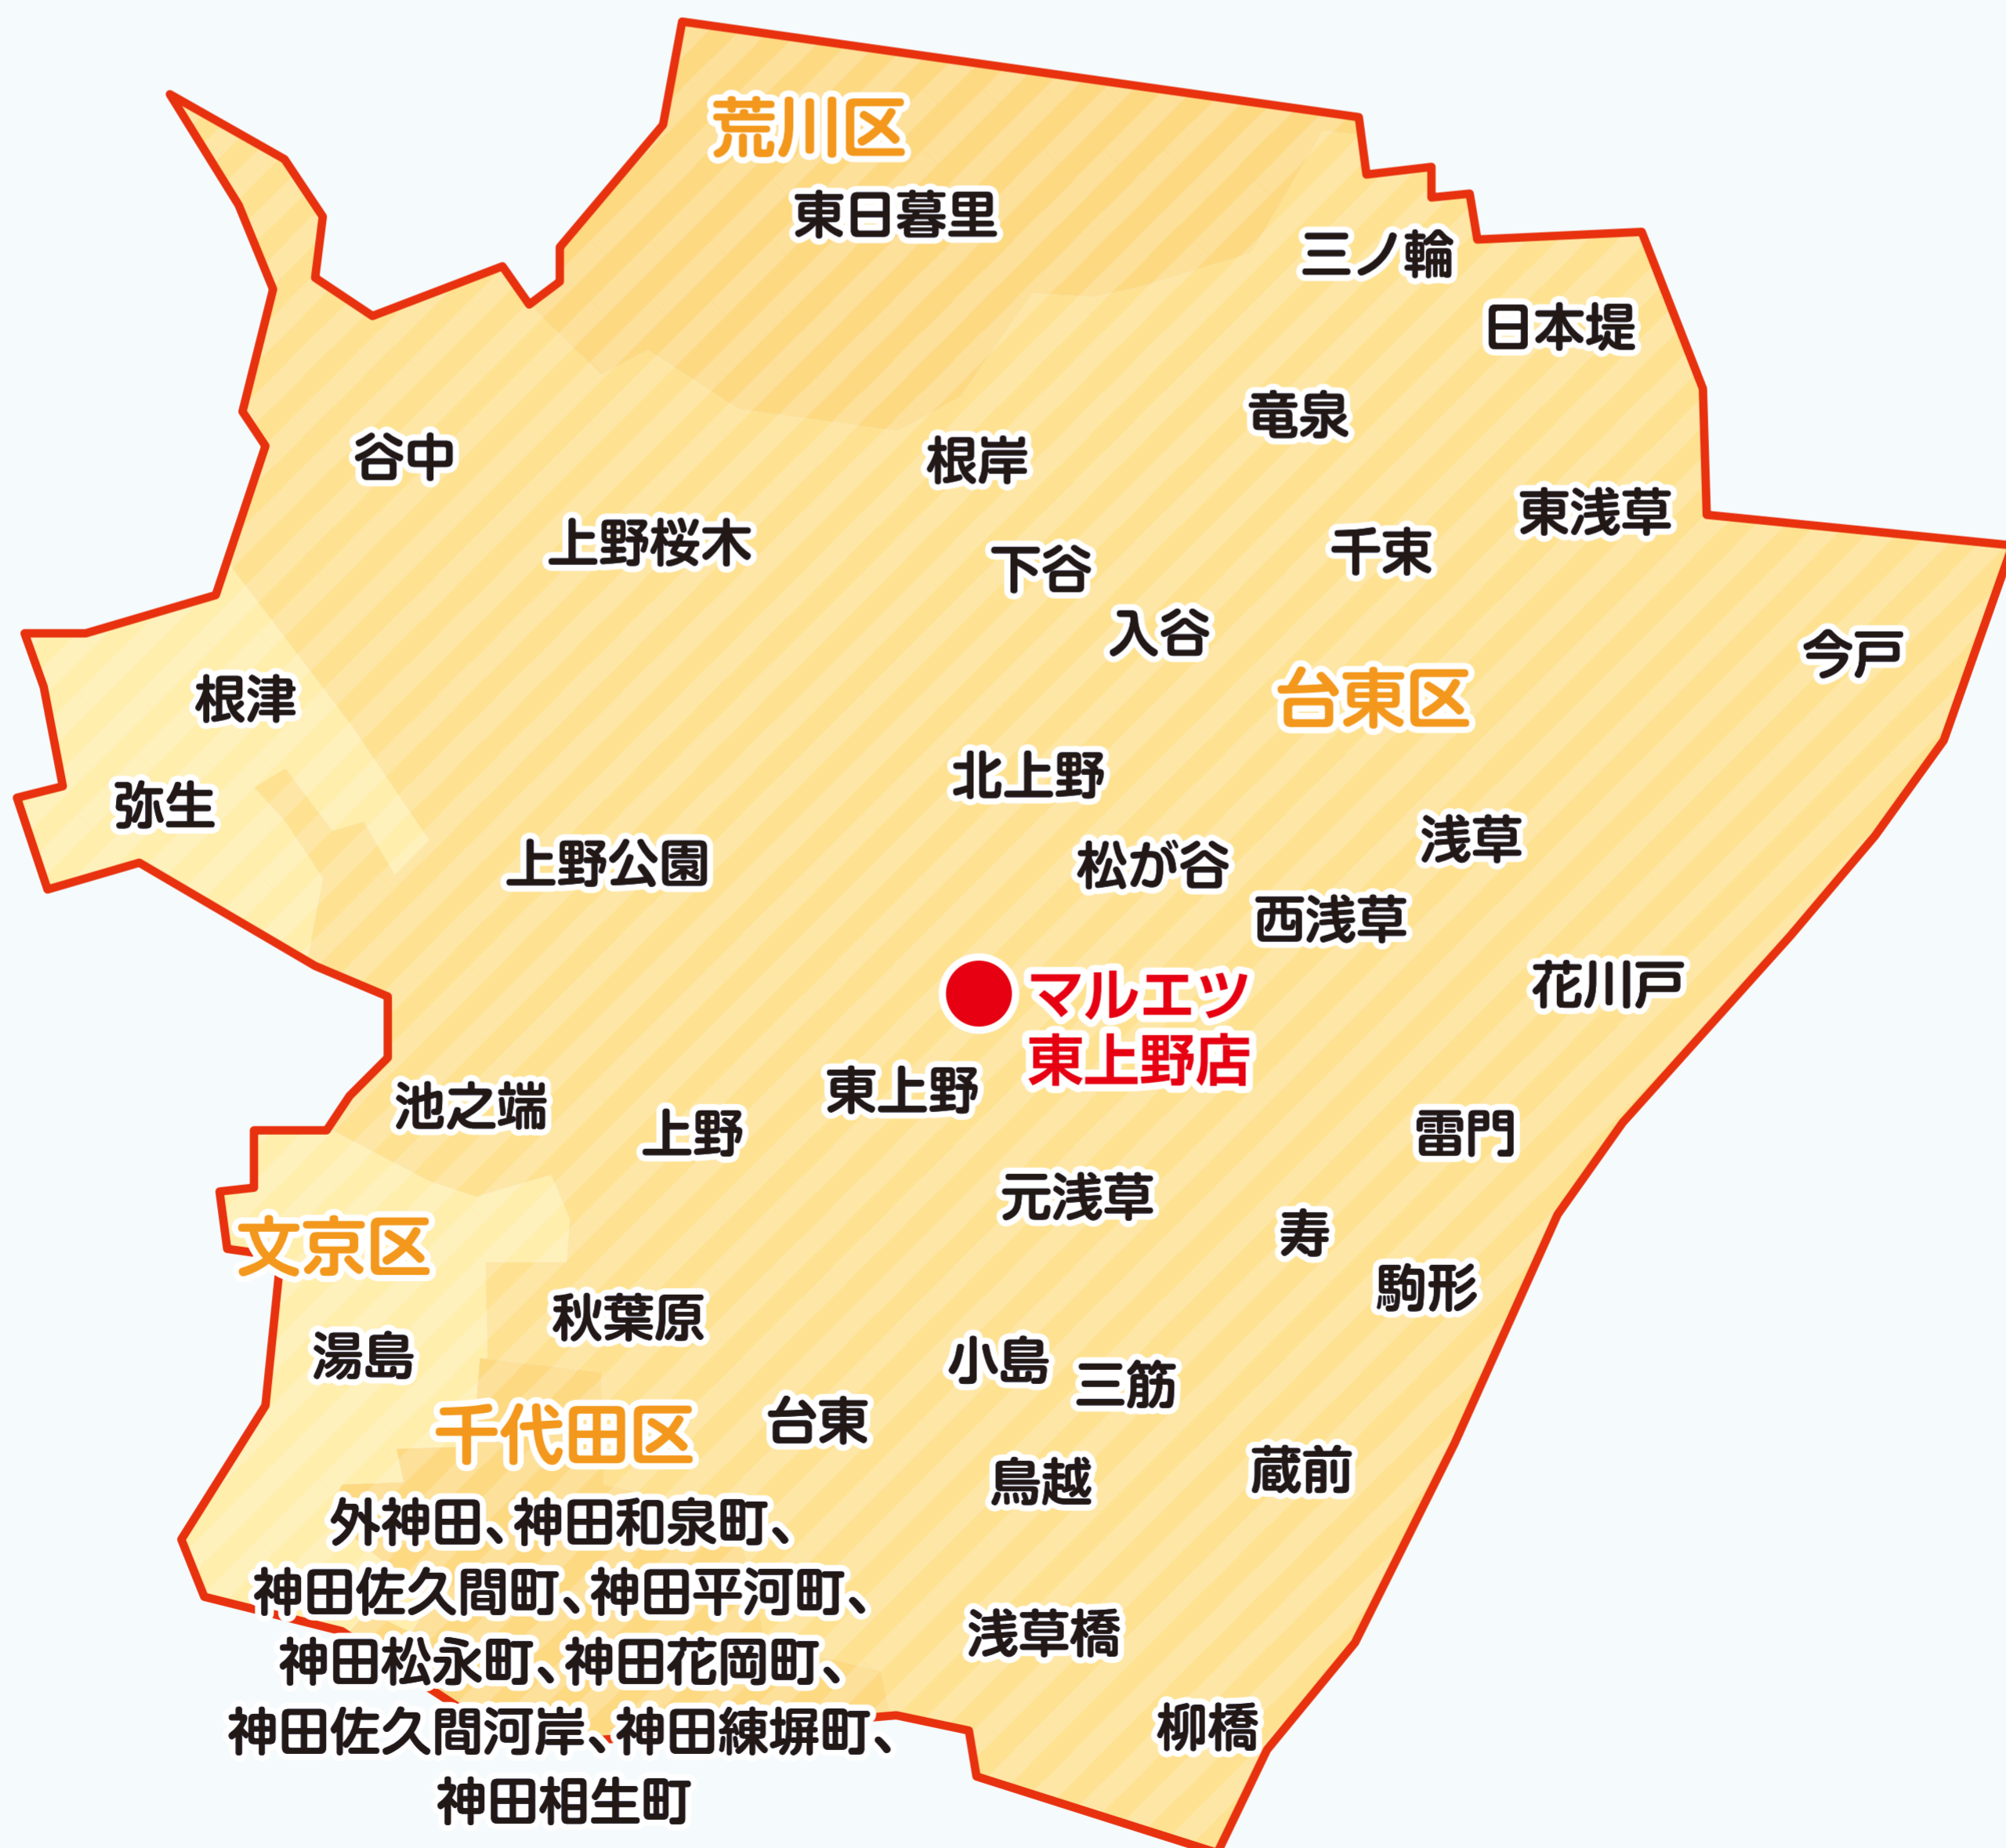 荒川区
東日暮里
三ノ輪
日本堤
竜泉
谷中
根岸
東浅草
上野桜木
千束
下谷
入谷
今戸
根津
台東区
北上野
弥生
浅草
上野公園
松が谷
西浅草
花川戸
マルエツ
東上野店
東上野
池之端
上野
雷門
元浅草
寿
文京区
駒形
秋葉原
湯島
小島
三筋
台東
千代田区
蔵前
鳥越
外神田、神田和泉町、
神田佐久間町、神田平河町、
神田松永町、神田花岡町、
神田佐久間河岸、神田練塀町、
神田相生町
浅草橋
柳橋